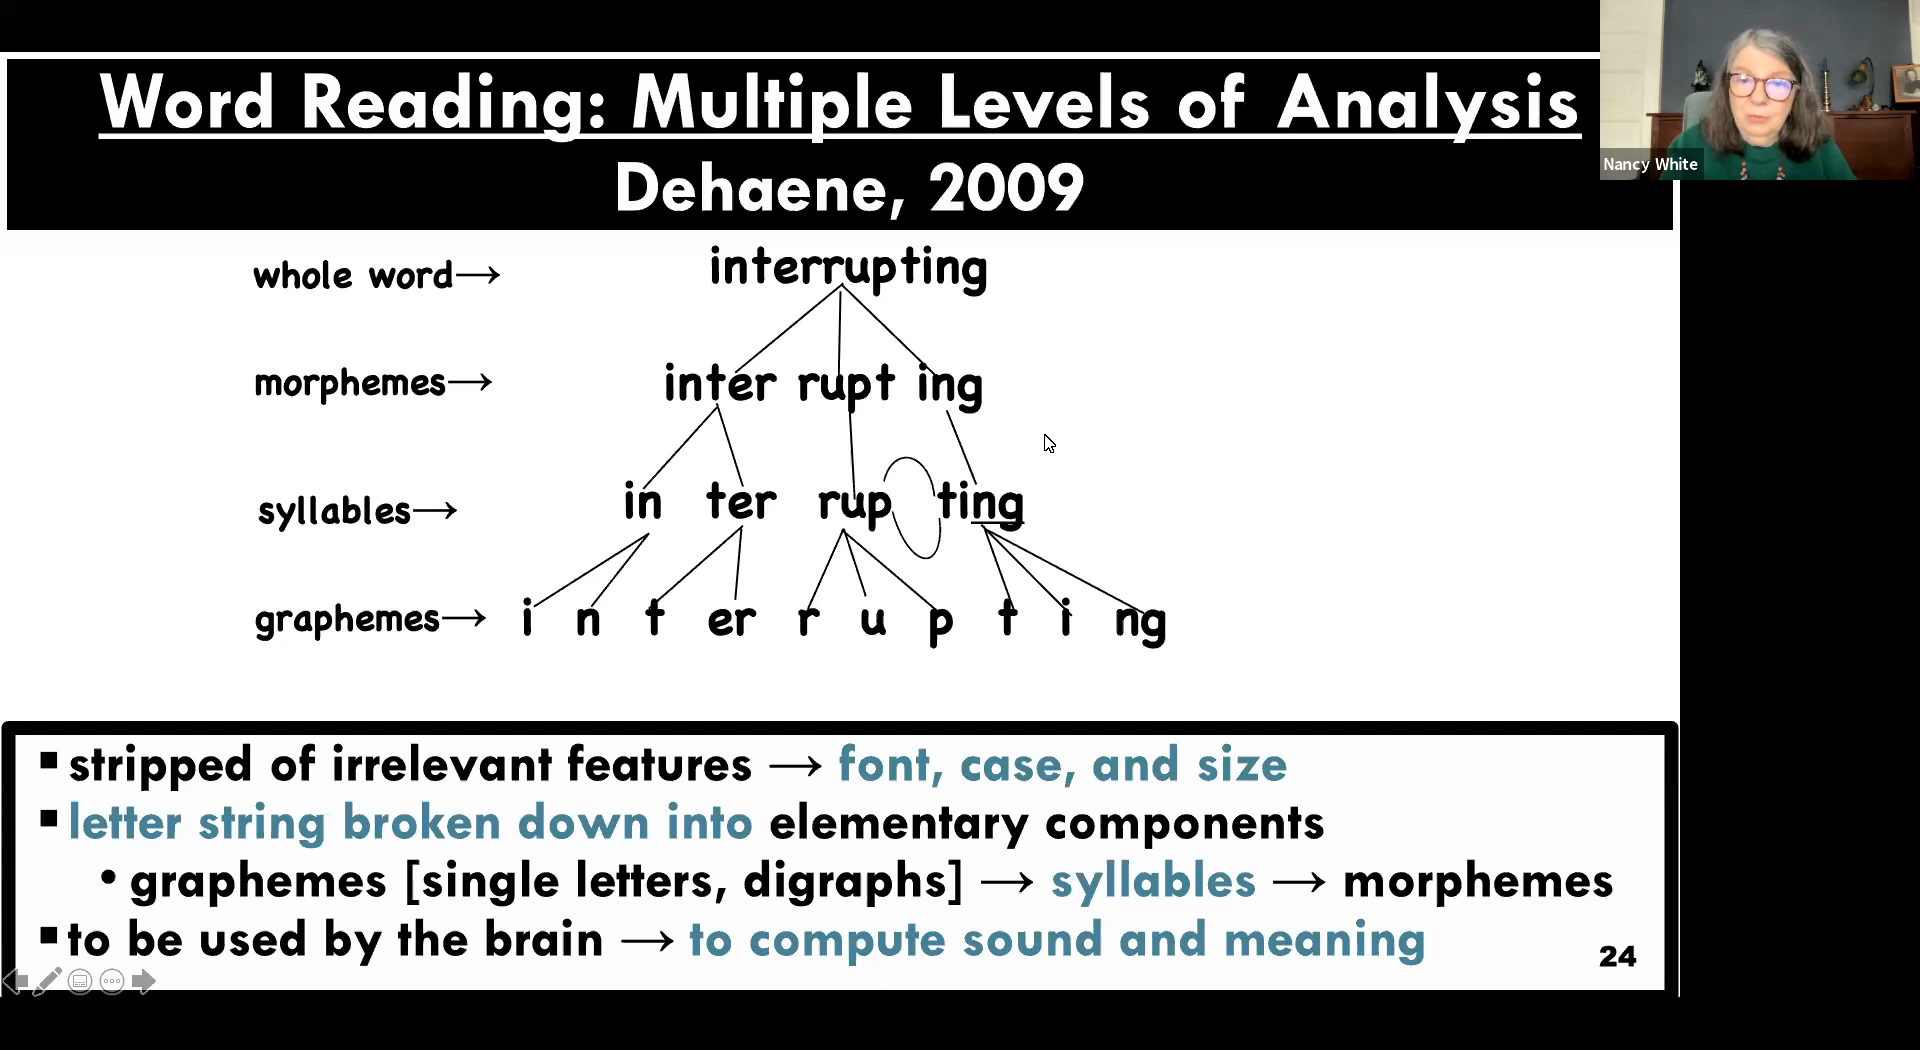 Word Reading: Multiple Levels of Analysis
Dehaene, 2009
Nancy White
whole word→ interrupting
morphemes→ inter rupt ing
syllables→ in ter rup ting
graphemes→ i n t er r u p t i ng
▪ stripped of irrelevant features → font, case, and size
▪ letter string broken down into elementary components
• graphemes [single letters, digraphs] → syllables → morphemes
▪ to be used by the brain → to compute sound and meaning
24